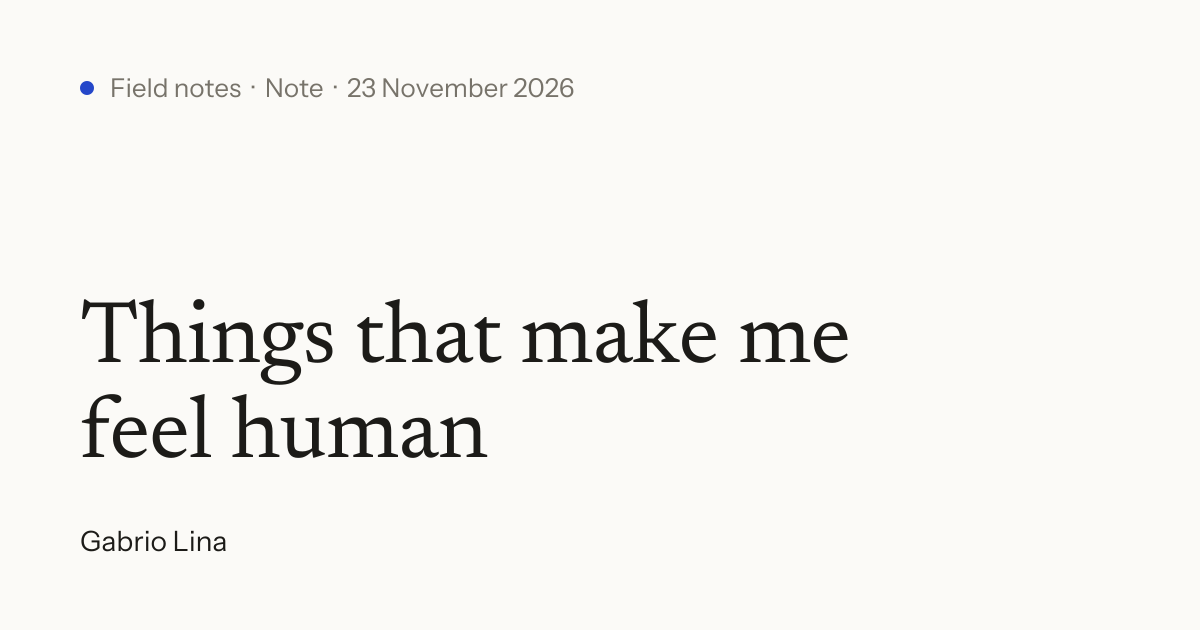 Field notes · Note · 23 November 2026
Things that make me
feel human
Gabrio Lina